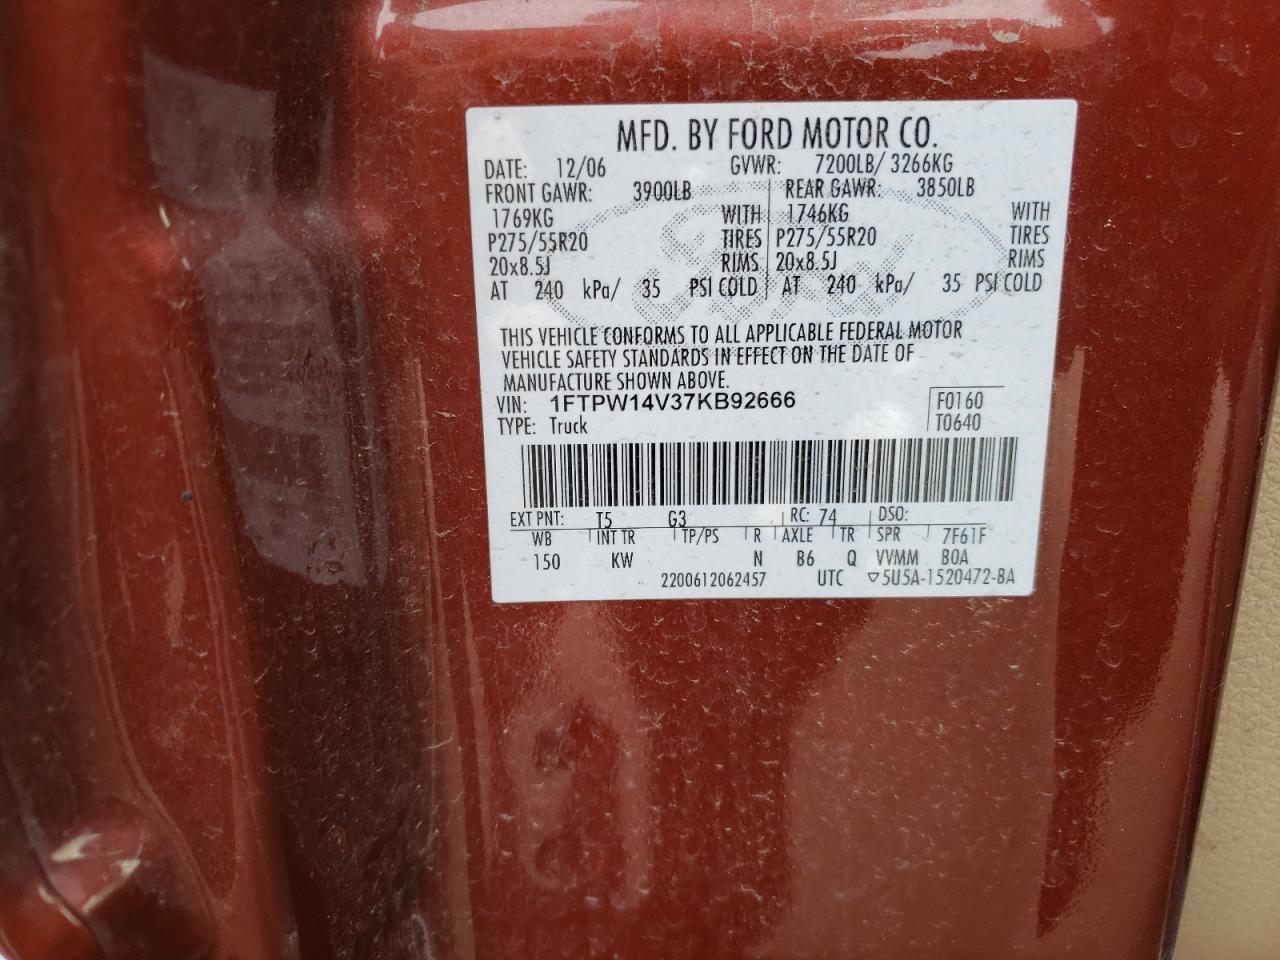 MFD. BY FORD MOTOR CO.
DATE: 12/06 GVWR: 7200LB/ 3266KG
FRONT GAWR: 3900LB REAR GAWR: 3850LB
1769KG WITH 1746KG WITH
P275/55R20 TIRES P275/55R20 TIRES
20x8.5J RIMS 20x8.5J RIMS
AT 240 kPa/ 35 PSI COLD AT 240 kPa/ 35 PSI COLD
THIS VEHICLE CONFORMS TO ALL APPLICABLE FEDERAL MOTOR
VEHICLE SAFETY STANDARDS IN EFFECT ON THE DATE OF
MANUFACTURE SHOWN ABOVE.
VIN: 1FTPW14V37KB92666 F0160
TYPE: Truck T0640
EXT PNT: T5 G3 RC: 74 DSO:
WB INT TR TP/PS R AXLE TR SPR 7F61F
150 KW N B6 Q VVMM BOA
2200612062457 UTC ▽5U5A-1520472-BA